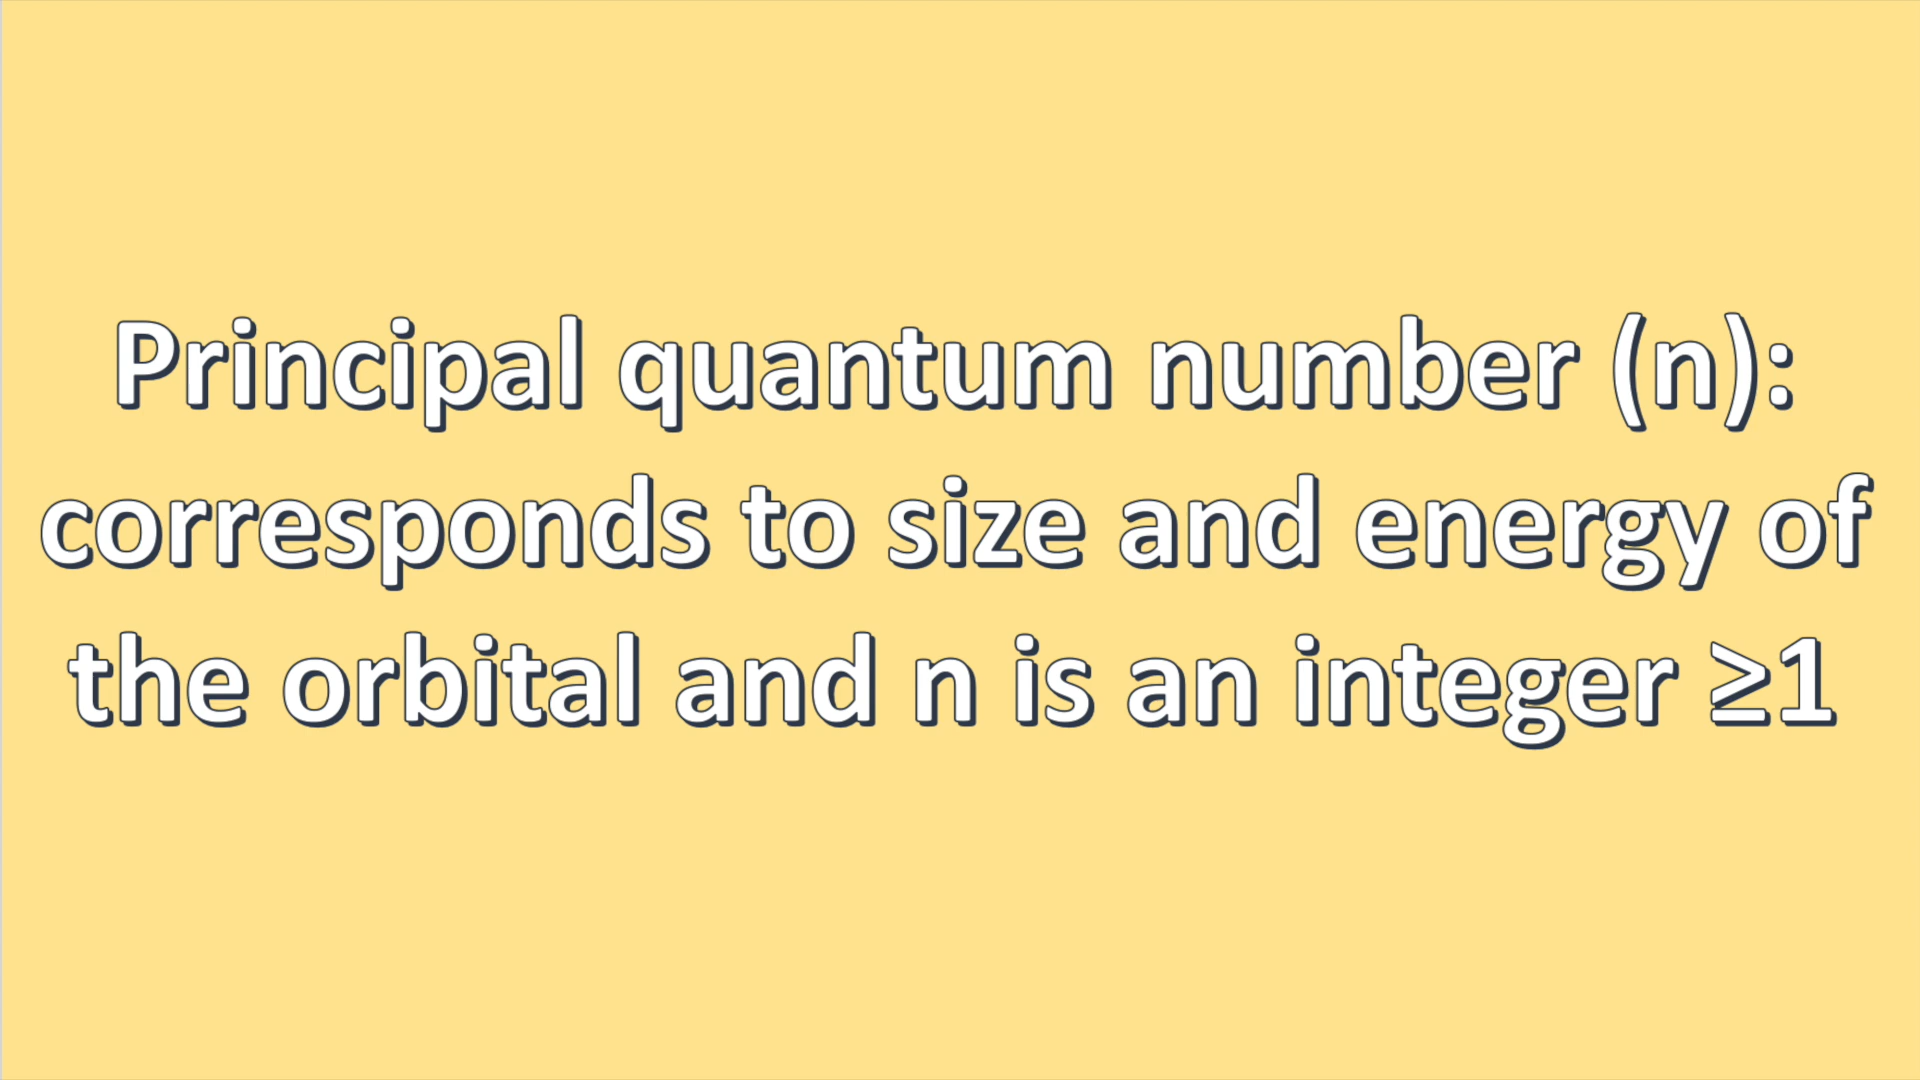 Principal quantum number (n):
corresponds to size and energy of
the orbital and n is an integer ≥1